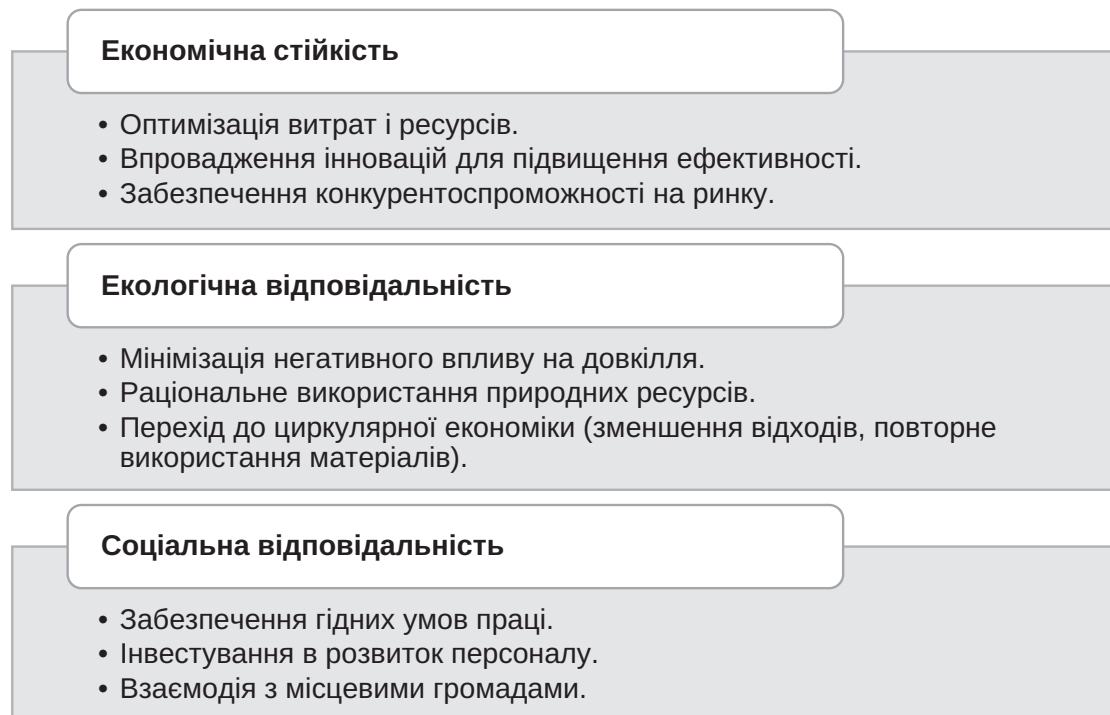 Економічна стійкість
• Оптимізація витрат і ресурсів.
• Впровадження інновацій для підвищення ефективності.
• Забезпечення конкурентоспроможності на ринку.
Екологічна відповідальність
• Мінімізація негативного впливу на довкілля.
• Раціональне використання природних ресурсів.
• Перехід до циркулярної економіки (зменшення відходів, повторне
використання матеріалів).
Соціальна відповідальність
• Забезпечення гідних умов праці.
• Інвестування в розвиток персоналу.
• Взаємодія з місцевими громадами.